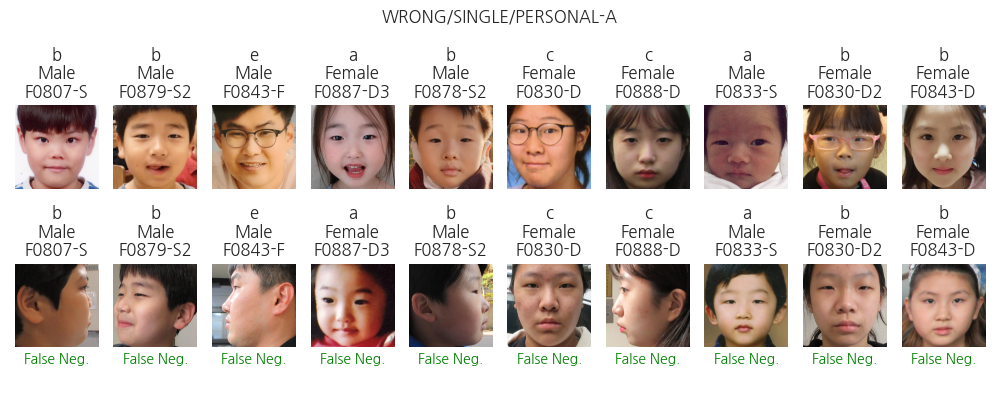 WRONG/SINGLE/PERSONAL-A
b b e a b c c a b b
Male Male Male Female Male Female Female Male Female Female
F0807-S F0879-S2 F0843-F F0887-D3 F0878-S2 F0830-D F0888-D F0833-S F0830-D2 F0843-D
b b e a b c c a b b
Male Male Male Female Male Female Female Male Female Female
F0807-S F0879-S2 F0843-F F0887-D3 F0878-S2 F0830-D F0888-D F0833-S F0830-D2 F0843-D
False Neg. False Neg. False Neg. False Neg. False Neg. False Neg. False Neg. False Neg. False Neg. False Neg.